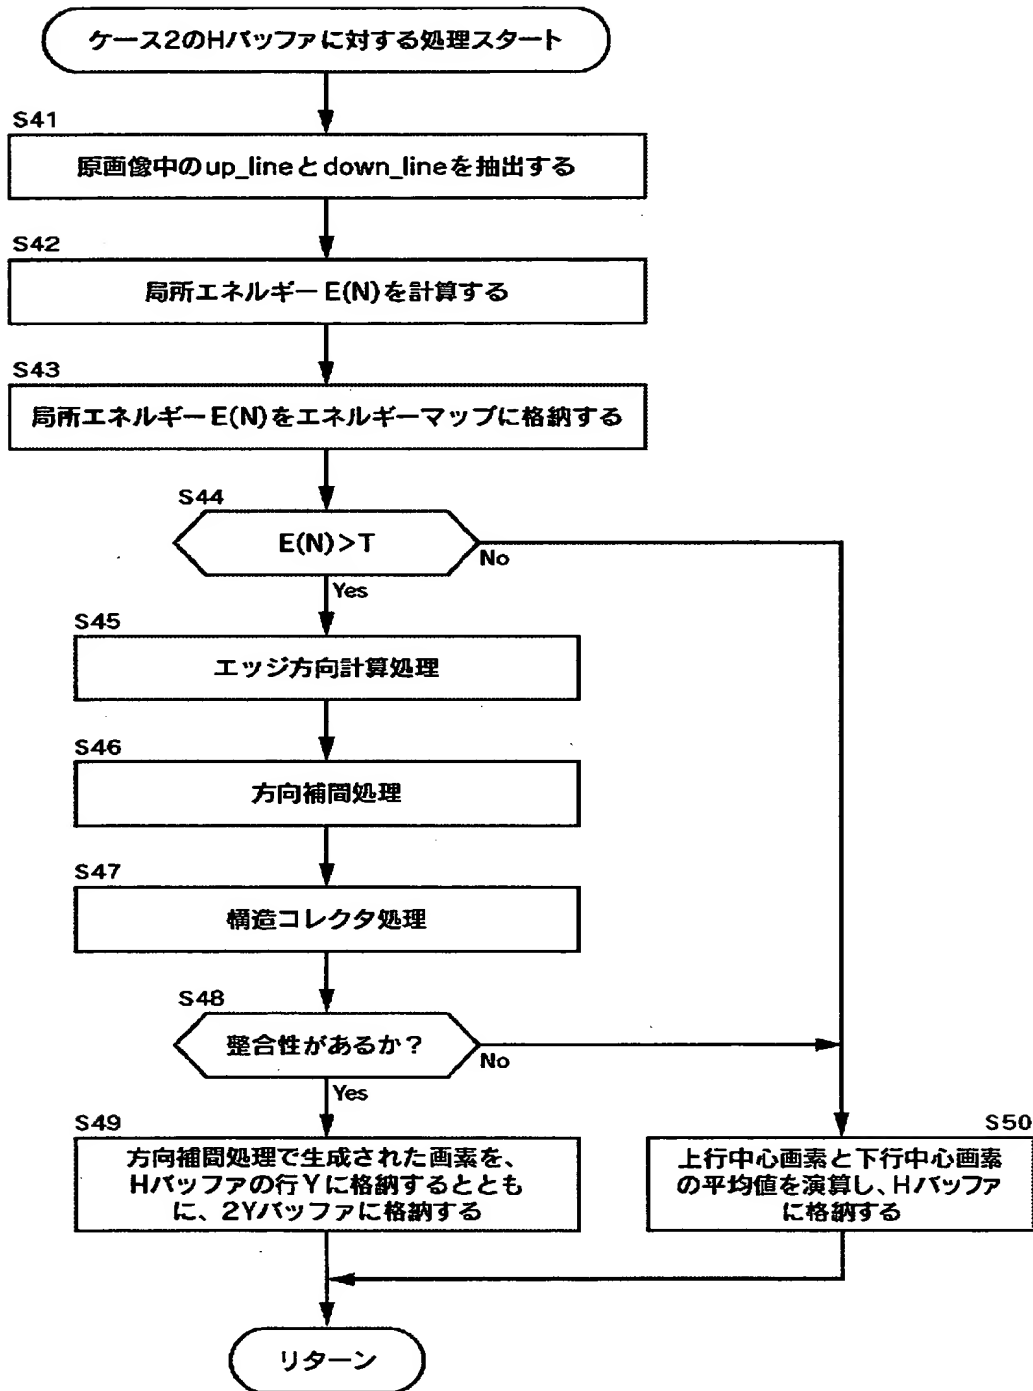 ケース2のHバッファに対する処理スタート
S41
原画像中のup_lineとdown_lineを抽出する
S42
局所エネルギーE(N)を計算する
S43
局所エネルギーE(N)をエネルギーマップに格納する
S44
E(N)>T
No
Yes
S45
エッジ方向計算処理
S46
方向補間処理
S47
構造コレクタ処理
S48
整合性があるか?
No
Yes
S49
方向補間処理で生成された画素を、
Hバッファの行Yに格納するととも
に、2Yバッファに格納する
S50
上行中心画素と下行中心画素
の平均値を演算し、Hバッファ
に格納する
リターン